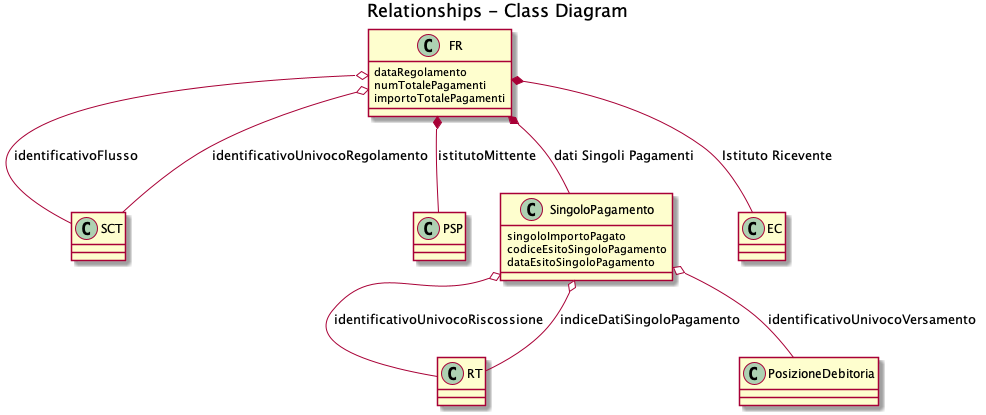 Relationships - Class Diagram
C FR
dataRegolamento
numTotalePagamenti
importoTotalePagamenti
identificativoFlusso
identificativoUnivocoRegolamento
istitutoMittente
dati Singoli Pagamenti
Istituto Ricevente
C SCT
C PSP
C SingoloPagamento
singoloImportoPagato
codiceEsitoSingoloPagamento
dataEsitoSingoloPagamento
C EC
identificativoUnivocoRiscossione
indiceDatiSingoloPagamento
identificativoUnivocoVersamento
C RT
C PosizioneDebitoria